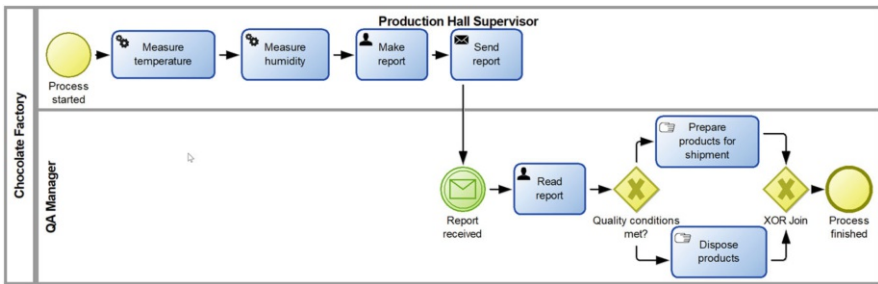 Production Hall Supervisor
Chocolate Factory
QA Manager
Process
started
Measure
temperature
Measure
humidity
Make
report
Send
report
Report
received
Read
report
Quality conditions
met?
Prepare
products for
shipment
Dispose
products
XOR Join
Process
finished